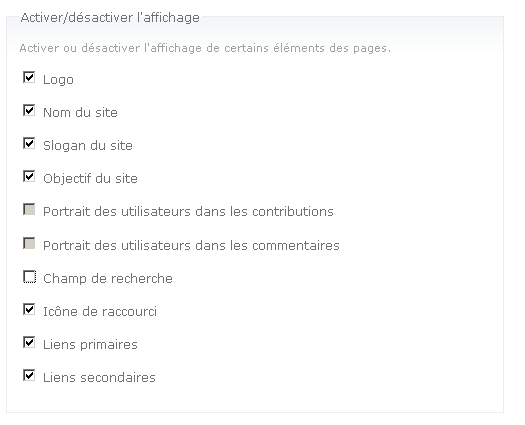 Activer/désactiver l'affichage
Activer ou désactiver l'affichage de certains éléments des pages.
Logo
Nom du site
Slogan du site
Objectif du site
Portrait des utilisateurs dans les contributions
Portrait des utilisateurs dans les commentaires
Champ de recherche
Icône de raccourci
Liens primaires
Liens secondaires